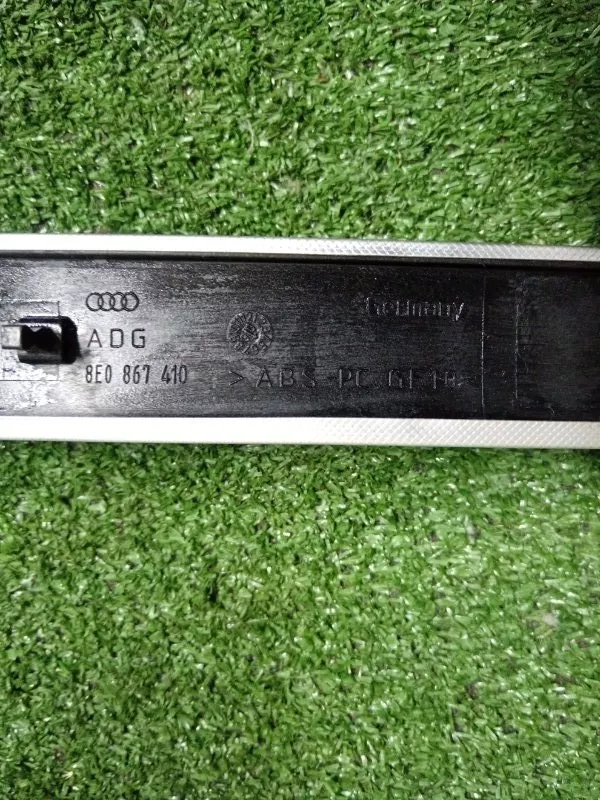 Germany
ADG
8E0 867 410
> ABS PC GF10